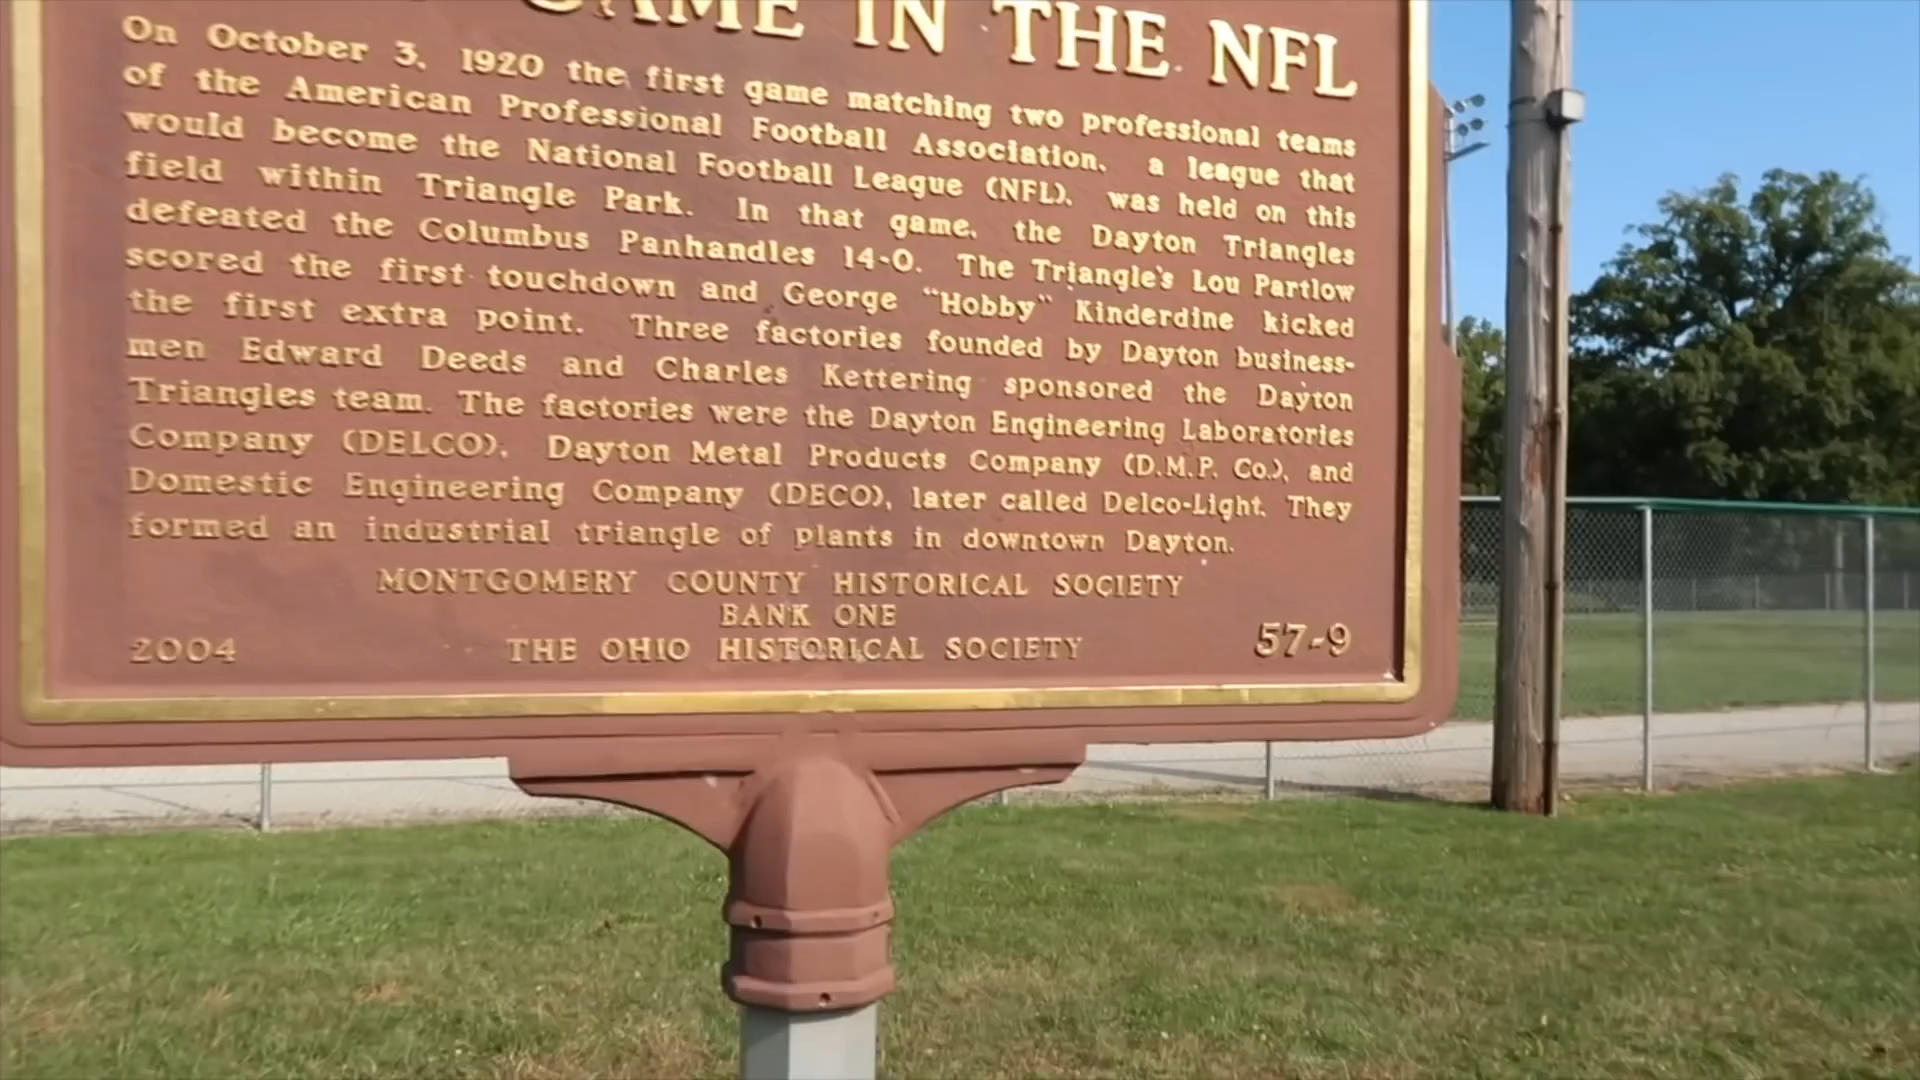 GAME IN THE NFL
On October 3, 1920 the first game matching two professional teams
of the American Professional Football Association, a league that
would become the National Football League (NFL), was held on this
field within Triangle Park. In that game, the Dayton Triangles
defeated the Columbus Panhandles 14-0. The Triangle's Lou Partlow
scored the first touchdown and George "Hobby" Kinderdine kicked
the first extra point. Three factories founded by Dayton business-
men Edward Deeds and Charles Kettering sponsored the Dayton
Triangles team. The factories were the Dayton Engineering Laboratories
Company (DELCO), Dayton Metal Products Company (D.M.P. Co.), and
Domestic Engineering Company (DECO), later called Delco-Light. They
formed an industrial triangle of plants in downtown Dayton.
MONTGOMERY COUNTY HISTORICAL SOCIETY
BANK ONE
2004 THE OHIO HISTORICAL SOCIETY 57-9